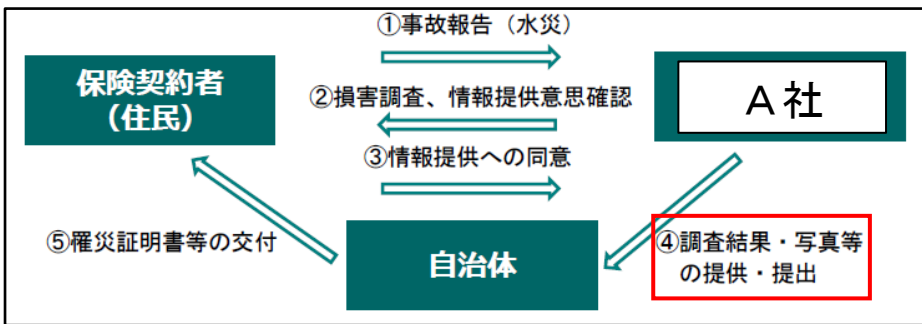 ①事故報告（水災）
保険契約者
（住民）
②損害調査、情報提供意思確認
A社
③情報提供への同意
⑤罹災証明書等の交付
自治体
④調査結果・写真等
の提供・提出